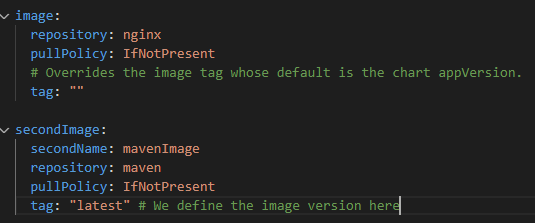 image:
  repository: nginx
  pullPolicy: IfNotPresent
  # Overrides the image tag whose default is the chart appVersion.
  tag: ""
secondImage:
  secondName: mavenImage
  repository: maven
  pullPolicy: IfNotPresent
  tag: "latest" # We define the image version here